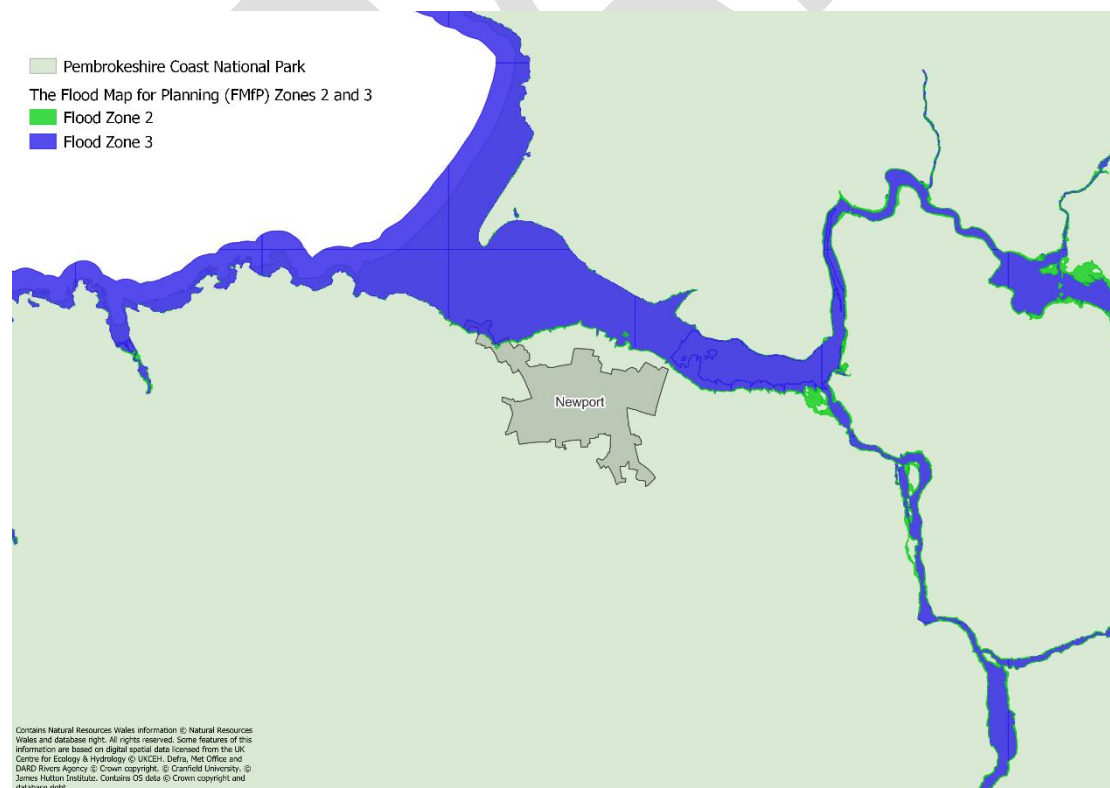 Pembrokeshire Coast National Park
The Flood Map for Planning (FMfP) Zones 2 and 3
Flood Zone 2
Flood Zone 3
Newport
Contains Natural Resources Wales information © Natural Resources
Wales and database right. All rights reserved. Some features of this
information are based on digital spatial data licensed from the UK
Centre for Ecology & Hydrology © UKCEH. Defra, Met Office and
DARD Rivers Agency © Crown copyright. © Cranfield University. ©
James Hutton Institute. Contains OS data © Crown copyright and
database right